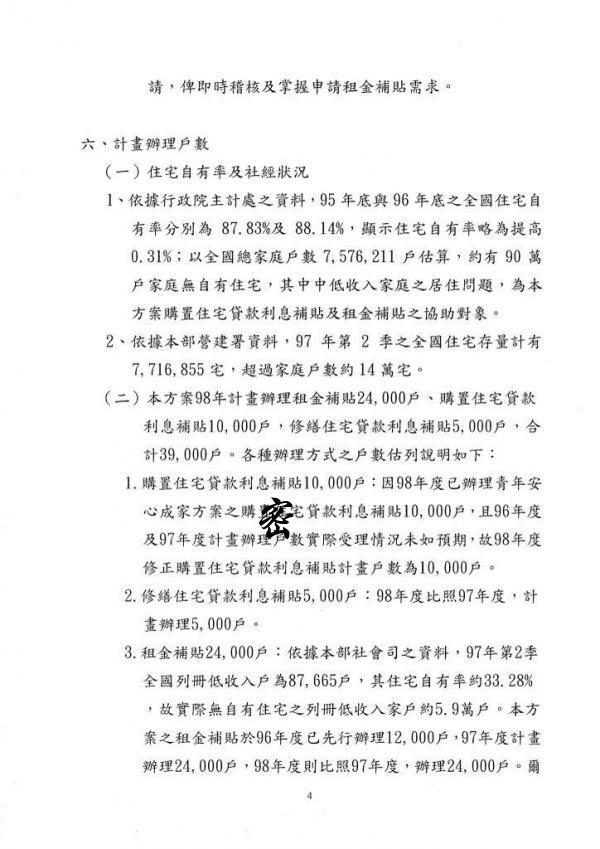 請，俾即時稽核及掌握申請租金補貼需求。
六、計畫辦理戶數
（一）住宅自有率及社經狀況
1、依據行政院主計處之資料，95 年底與 96 年底之全國住宅自
有率分別為 87.83%及 88.14%，顯示住宅自有率略為提高
0.31%；以全國總家庭戶數 7,576,211 戶估算，約有 90 萬
戶家庭無自有住宅，其中中低收入家庭之居住問題，為本
方案購置住宅貸款利息補貼及租金補貼之協助對象。
2、依據本部營建署資料，97 年第 2 季之全國住宅存量計有
7,716,855 宅，超過家庭戶數約 14 萬宅。
（二）本方案98年計畫辦理租金補貼24,000戶、購置住宅貸款
利息補貼10,000戶，修繕住宅貸款利息補貼5,000戶，合
計39,000戶。各種辦理方式之戶數估列說明如下：
1. 購置住宅貸款利息補貼10,000戶：因98年度已辦理青年安
心成家方案之購置住宅貸款利息補貼10,000戶，且96年度
密
及97年度計畫辦理戶數實際受理情況未如預期，故98年度
修正購置住宅貸款利息補貼計畫戶數為10,000戶。
2. 修繕住宅貸款利息補貼5,000戶：98年度比照97年度，計
畫辦理5,000戶。
3. 租金補貼24,000戶：依據本部社會司之資料，97年第2季
全國列冊低收入戶為87,665戶，其住宅自有率約33.28%
，故實際無自有住宅之列冊低收入家戶約5.9萬戶。本方
案之租金補貼於96年度已先行辦理12,000戶，97年度計畫
辦理24,000戶，98年度則比照97年度，辦理24,000戶。爾
4